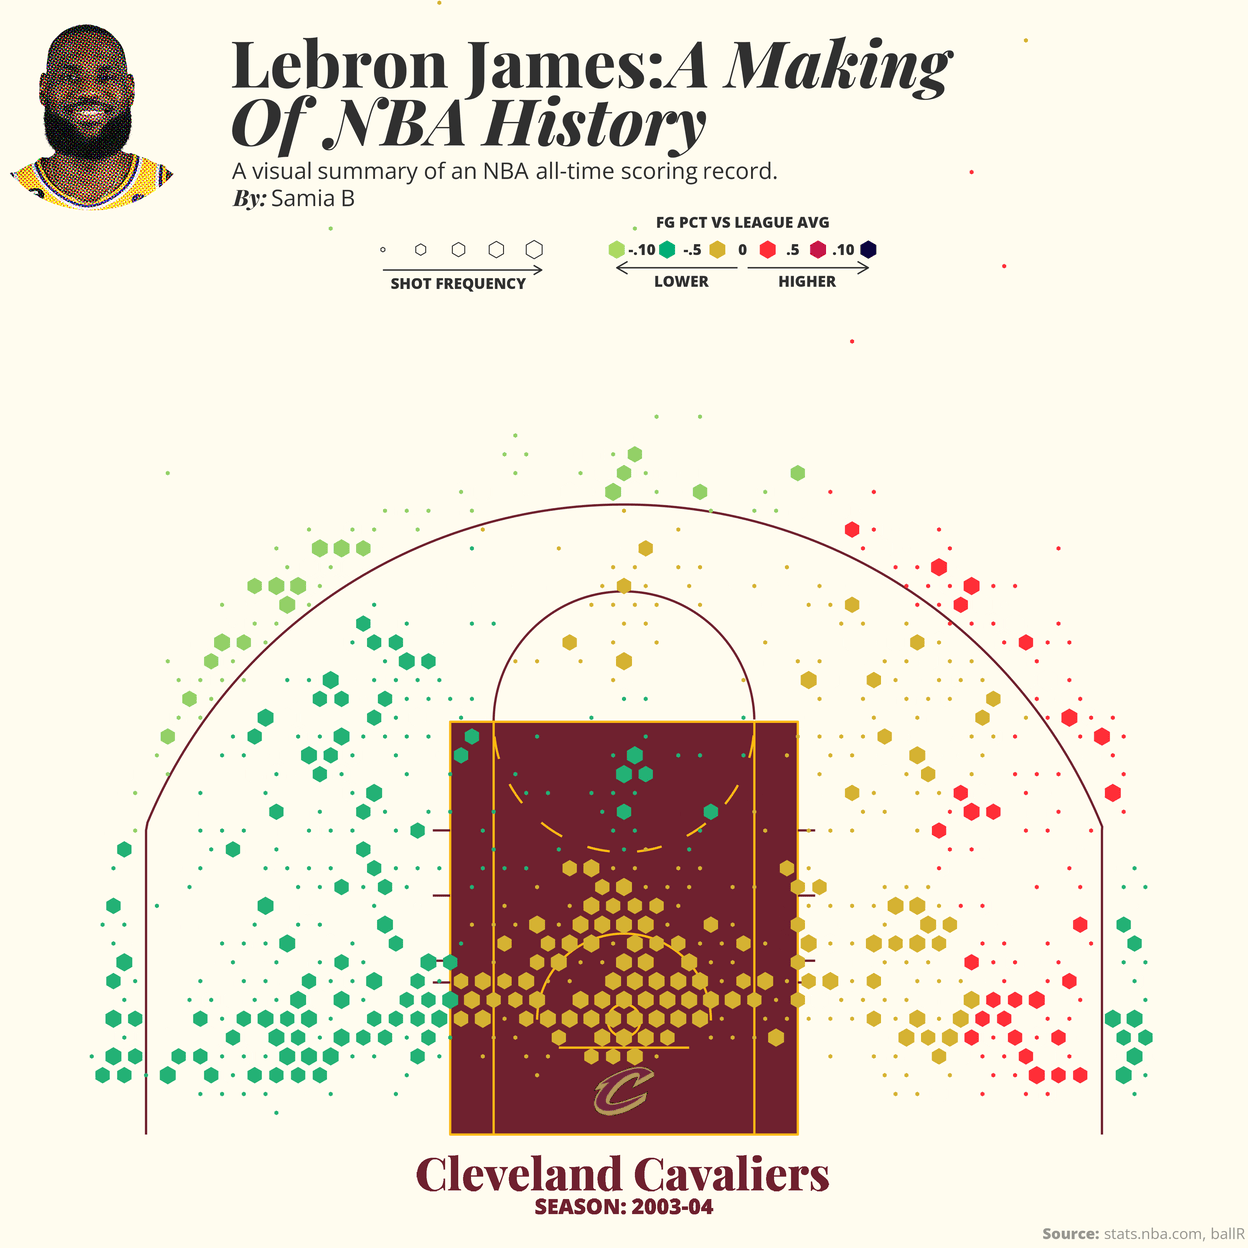 Lebron James:A Making
Of NBA History
A visual summary of an NBA all-time scoring record.
By: Samia B
FG PCT VS LEAGUE AVG
-.10 -.5 0 .5 .10
SHOT FREQUENCY
LOWER HIGHER
C
Cleveland Cavaliers
SEASON: 2003-04
Source: stats.nba.com, ballR